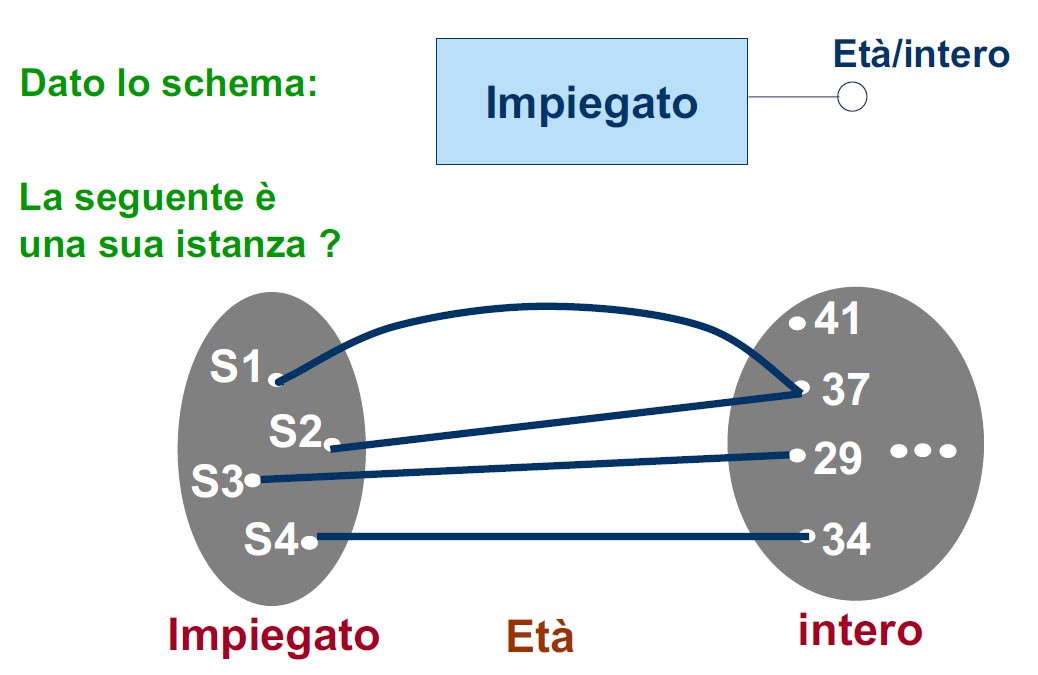 Dato lo schema:
Impiegato
Età/intero
La seguente è
una sua istanza ?
S1
S2
S3
S4
41
37
29
34
Impiegato
Età
intero